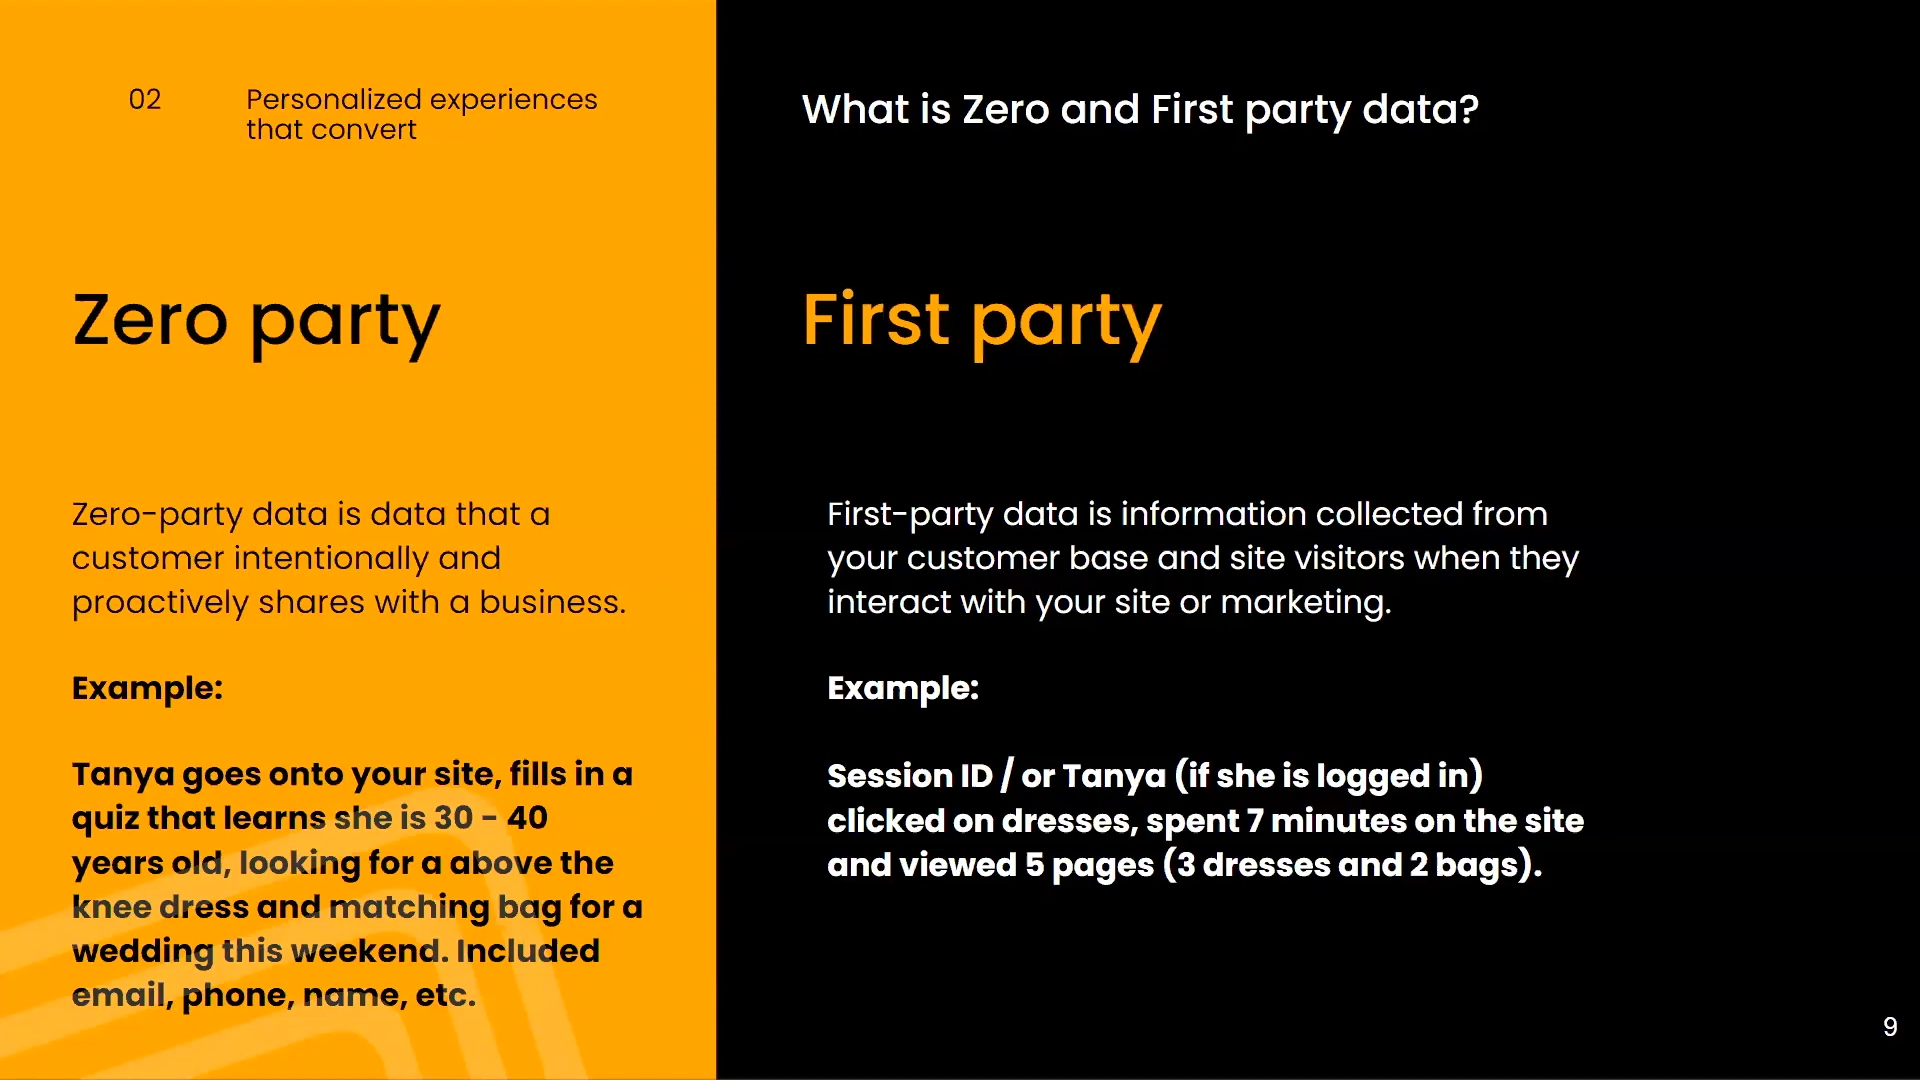 02
Personalized experiences
that convert
What is Zero and First party data?
Zero party
Zero-party data is data that a
customer intentionally and
proactively shares with a business.
Example:
Tanya goes onto your site, fills in a
quiz that learns she is 30 - 40
years old, looking for a above the
knee dress and matching bag for a
wedding this weekend. Included
email, phone, name, etc.
First party
First-party data is information collected from
your customer base and site visitors when they
interact with your site or marketing.
Example:
Session ID / or Tanya (if she is logged in)
clicked on dresses, spent 7 minutes on the site
and viewed 5 pages (3 dresses and 2 bags).
9